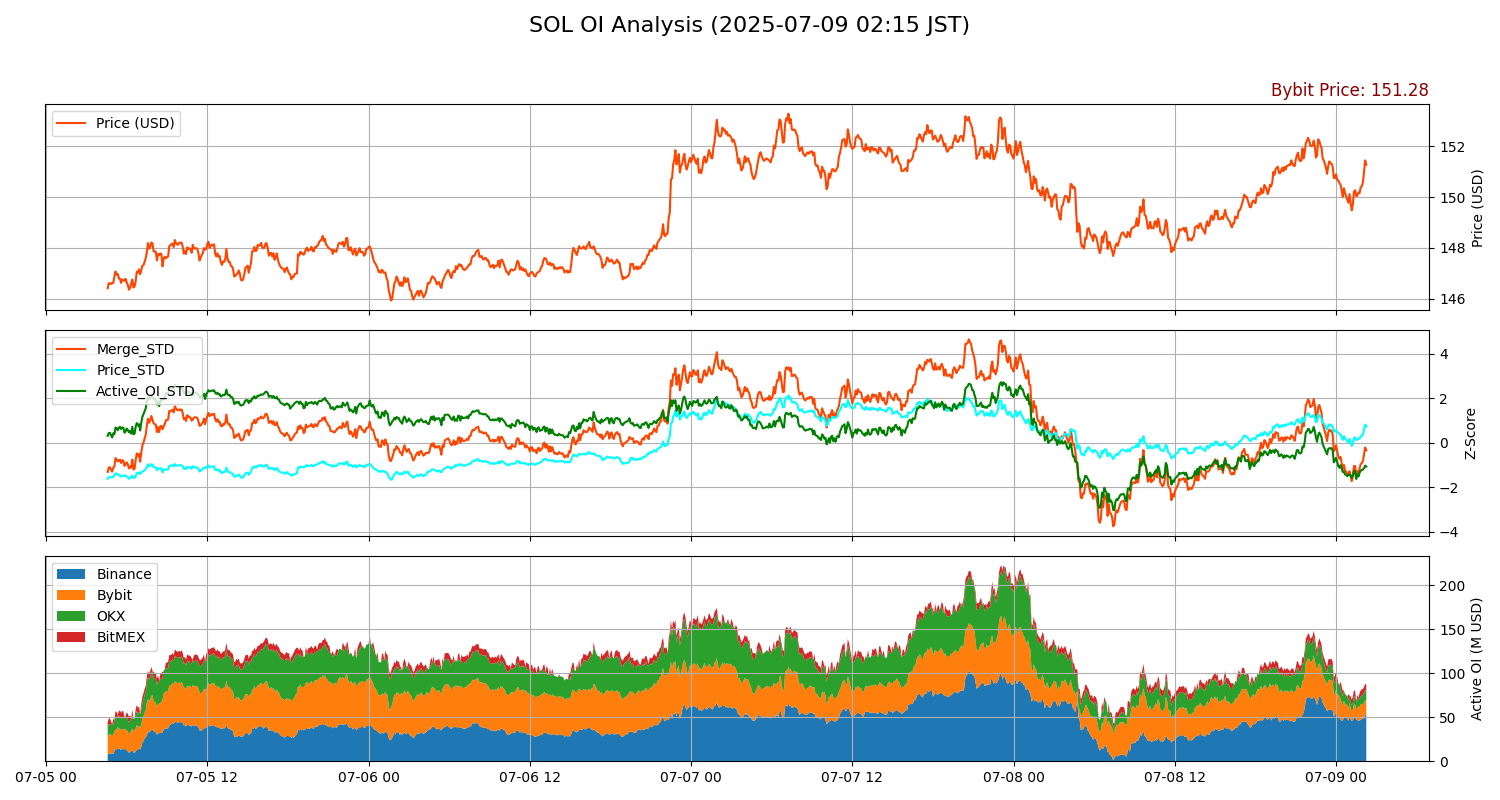 SOL OI Analysis (2025-07-09 02:15 JST)
Bybit Price: 151.28
Price (USD)
152
150
148
146
Price (USD)
Merge_STD
Price_STD
Active_OI_STD
4
2
0
−2
−4
Z-Score
Binance
Bybit
OKX
BitMEX
200
150
100
50
0
Active OI (M USD)
07-05 00
07-05 12
07-06 00
07-06 12
07-07 00
07-07 12
07-08 00
07-08 12
07-09 00